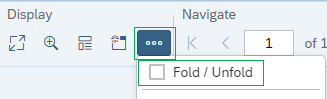 Display Navigate
1 of 1
Fold / Unfold